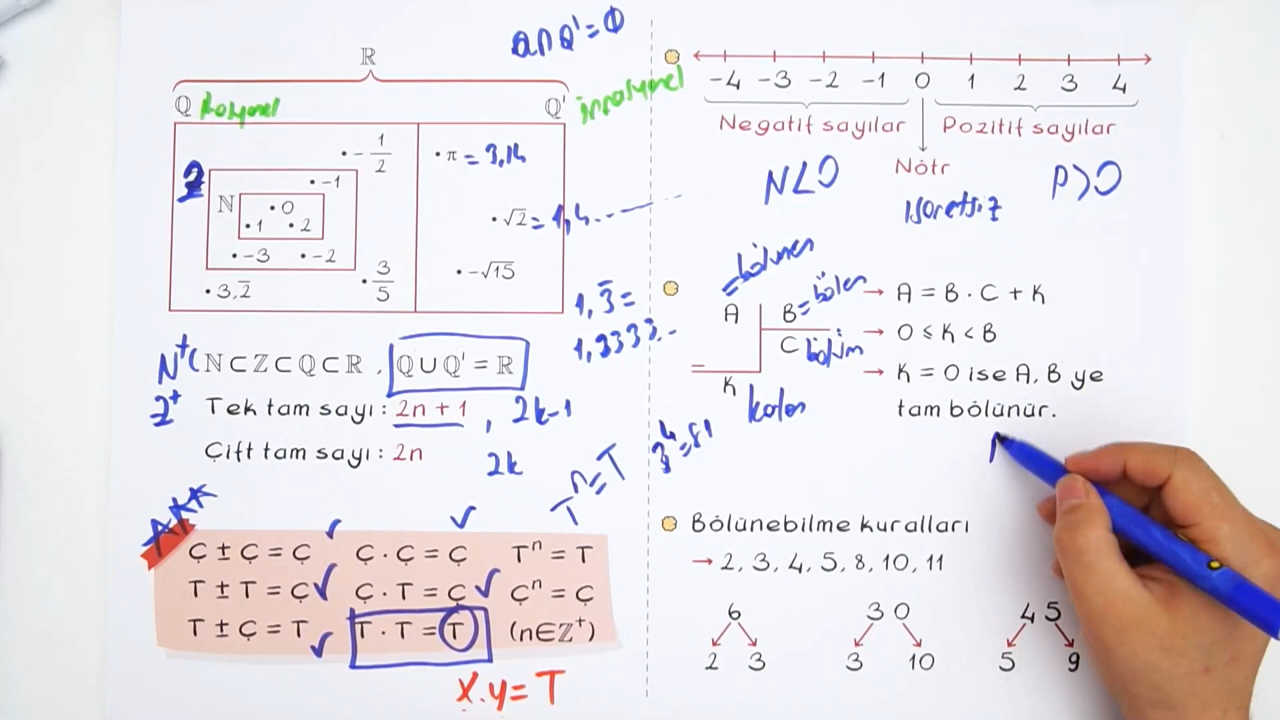 ℝ
Q∩Q' = Ø
Q Rasyonel
Q' irrasyonel
Z
• -1/2
• -1
N • 0
• 1 • 2
• -3 • -2
• 3,2̅
• 3/5
• π = 3,14
• √2 = 1,4......
• -√15
1,3̅ =
1,3333..
N⁺ (N ⊂ Z ⊂ Q ⊂ ℝ , Q ∪ Q' = ℝ
Z⁺ Tek tam sayı : 2n + 1 , 2k-1
Çift tam sayı : 2n 2k
Tⁿ = T
3⁴ = 81
Ç ± Ç = Ç Ç . Ç = Ç Tⁿ = T
T ± T = Ç Ç . T = Ç Çⁿ = Ç
T ± Ç = T T . T = T (n∈Z⁺)
x.y = T
-4 -3 -2 -1 0 1 2 3 4
Negatif sayılar Pozitif sayılar
Nötr
N<0 işaretsiz P>0
A = bölünen
B = bölen
C bölüm
K kalan
→ A = B . C + K
→ 0 ≤ K < B
→ K = 0 ise A, B ye
tam bölünür.
Bölünebilme kuralları
→ 2, 3, 4, 5, 8, 10, 11
6 30 45
2 3 3 10 5 9